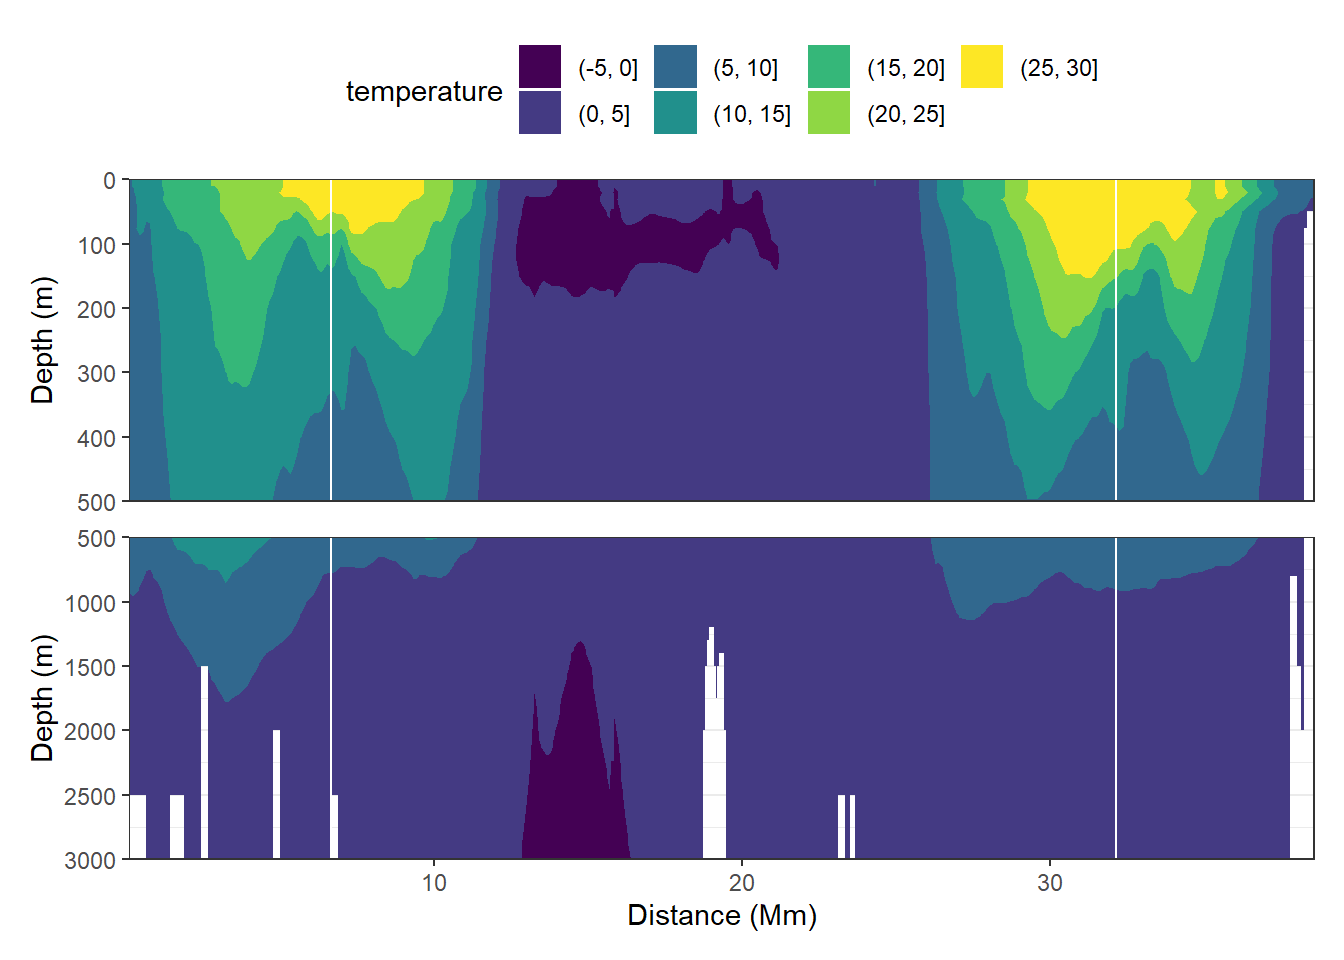 temperature
(-5, 0] (5, 10] (15, 20] (25, 30]
(0, 5] (10, 15] (20, 25]
Depth (m)
0
100
200
300
400
500
Depth (m)
500
1000
1500
2000
2500
3000
10 20 30
Distance (Mm)